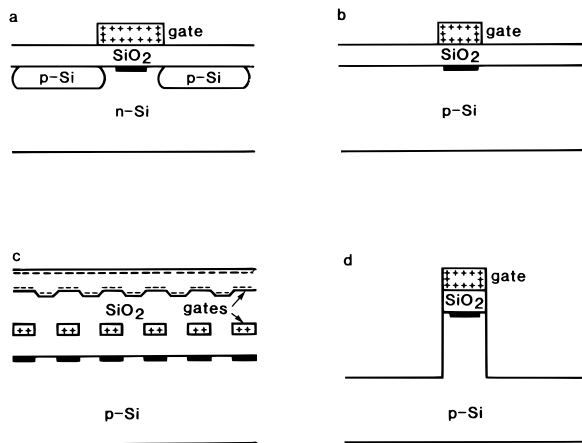 a
gate
SiO2
p-Si p-Si
n-Si
b
gate
SiO2
p-Si
c
SiO2
gates
p-Si
d
gate
SiO2
p-Si